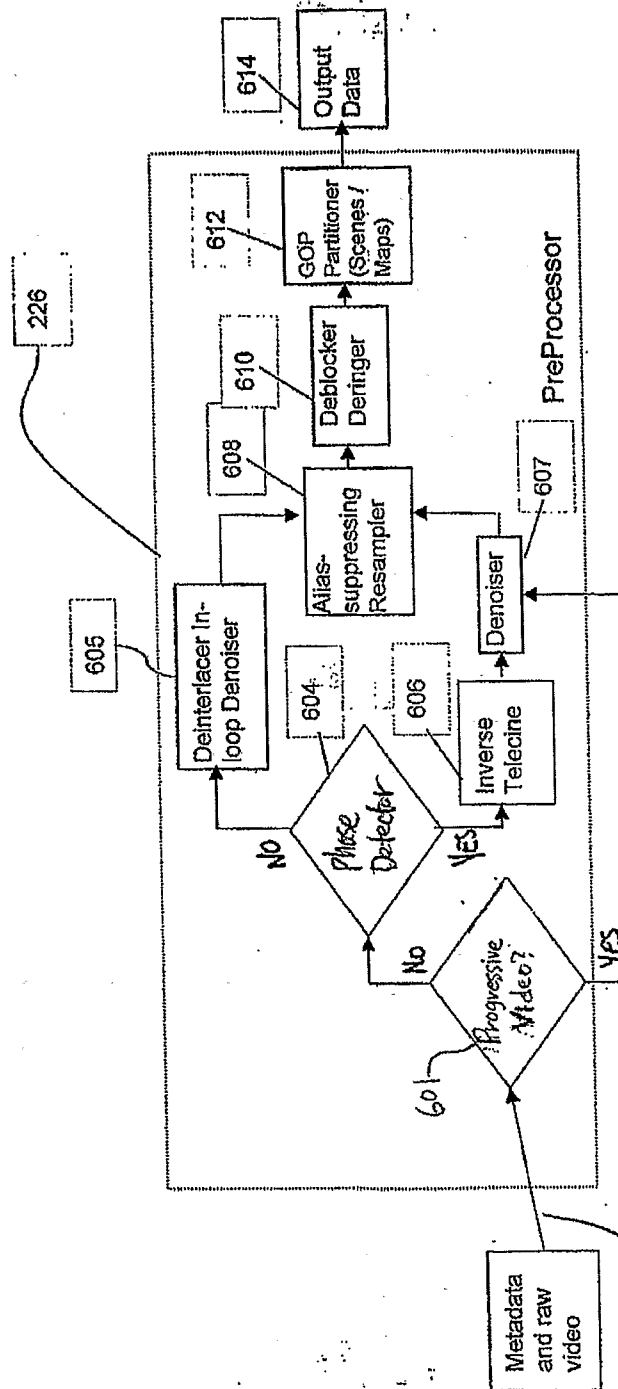 Metadata
and raw
video
601
Progressive
Video?
NO
YES
Phase
Detector
604
NO
YES
605
Deinterlacer In-
loop Denoiser
606
Inverse
Telecine
Denoiser
607
608
Alias-
suppressing
Resampler
610
Deblocker
Deringer
612
GOP
Partitioner
(Scenes /
Maps)
PreProcessor
226
614
Output
Data